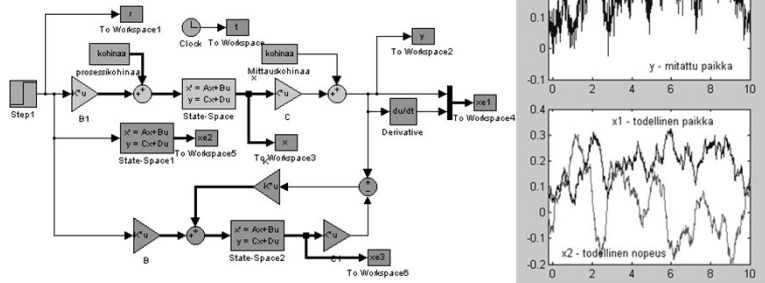 r
To Workspace1
Clock
t
To Workspace
kohinaa
prosessikohinaa
kohinaa
Mittauskohinaa
y
To Workspace2
Step1
K*u
B1
x' = Ax+Bu
y = Cx+Du
State-Space
K*u
C
du/dt
Derivative
xe1
To Workspace4
x' = Ax+Bu
y = Cx+Du
State-Space1
xe2
To Workspace5
x
To Workspace3
K*u
K
K*u
B
x' = Ax+Bu
y = Cx+Du
State-Space2
K*u
C1
xe3
To Workspace6
0.1
0
-0.1
y - mitattu paikka
0 2 4 6 8 10
0.4
0.3
0.2
0.1
0
-0.1
-0.2
x1 - todellinen paikka
x2 - todellinen nopeus
0 2 4 6 8 10